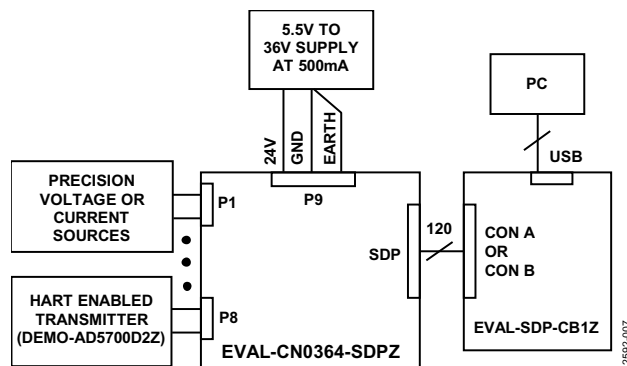 5.5V TO
36V SUPPLY
AT 500mA
PC
24V
GND
EARTH
USB
PRECISION
VOLTAGE OR
CURRENT
SOURCES
P1
P9
SDP
120
CON A
OR
CON B
HART ENABLED
TRANSMITTER
(DEMO-AD5700D2Z)
P8
EVAL-CN0364-SDPZ
EVAL-SDP-CB1Z